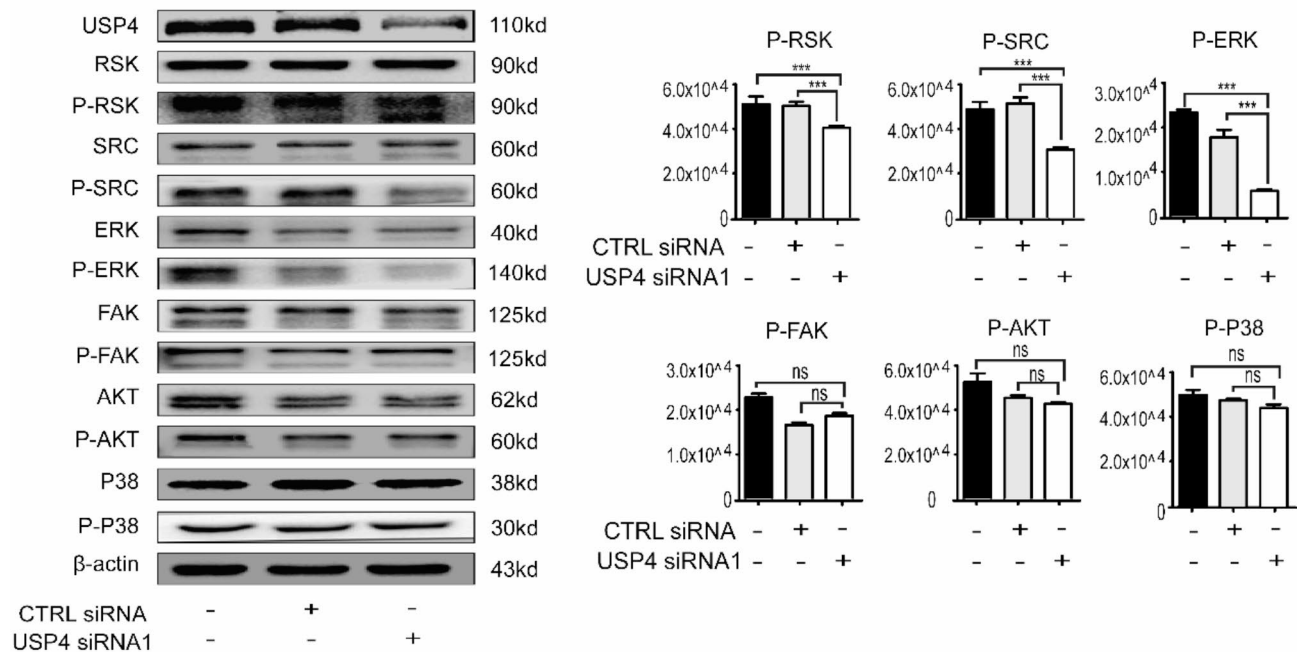 USP4 110kd
RSK 90kd
P-RSK 90kd
SRC 60kd
P-SRC 60kd
ERK 40kd
P-ERK 140kd
FAK 125kd
P-FAK 125kd
AKT 62kd
P-AKT 60kd
P38 38kd
P-P38 30kd
β-actin 43kd
CTRL siRNA - + -
USP4 siRNA1 - - +
P-RSK
***
***
6.0x10^4
4.0x10^4
2.0x10^4
0
P-SRC
***
***
6.0x10^4
4.0x10^4
2.0x10^4
0
P-ERK
***
***
3.0x10^4
2.0x10^4
1.0x10^4
0
CTRL siRNA - + - - + - - + -
USP4 siRNA1 - - + - - + - - +
P-FAK
ns
ns
3.0x10^4
2.0x10^4
1.0x10^4
0
P-AKT
ns
ns
6.0x10^4
4.0x10^4
2.0x10^4
0
P-P38
ns
ns
6.0x10^4
4.0x10^4
2.0x10^4
0
CTRL siRNA - + - - + - - + -
USP4 siRNA1 - - + - - + - - +